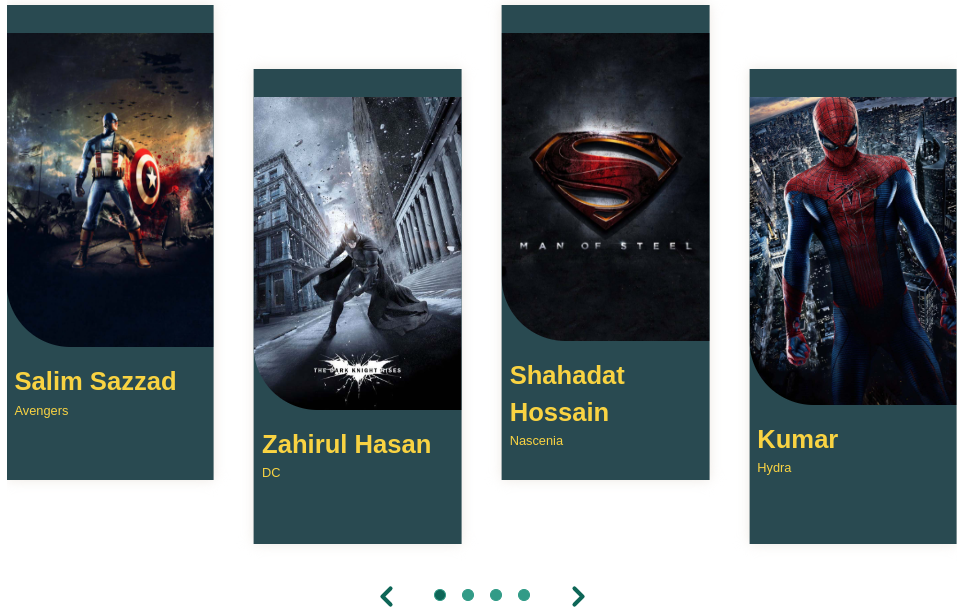 Salim Sazzad
Avengers
THE DARK KNIGHT RISES
Zahirul Hasan
DC
MAN OF STEEL
Shahadat
Hossain
Nascenia
Kumar
Hydra